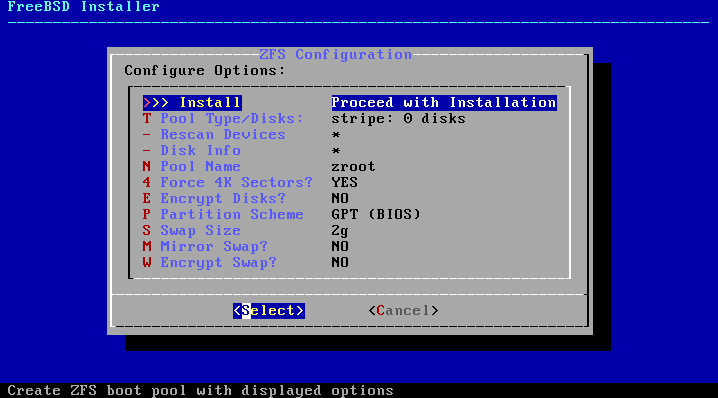 FreeBSD Installer
ZFS Configuration
Configure Options:
>>> Install Proceed with Installation
T Pool Type/Disks: stripe: 0 disks
- Rescan Devices *
- Disk Info *
N Pool Name zroot
4 Force 4K Sectors? YES
E Encrypt Disks? NO
P Partition Scheme GPT (BIOS)
S Swap Size 2g
M Mirror Swap? NO
W Encrypt Swap? NO
<Select> <Cancel>
Create ZFS boot pool with displayed options